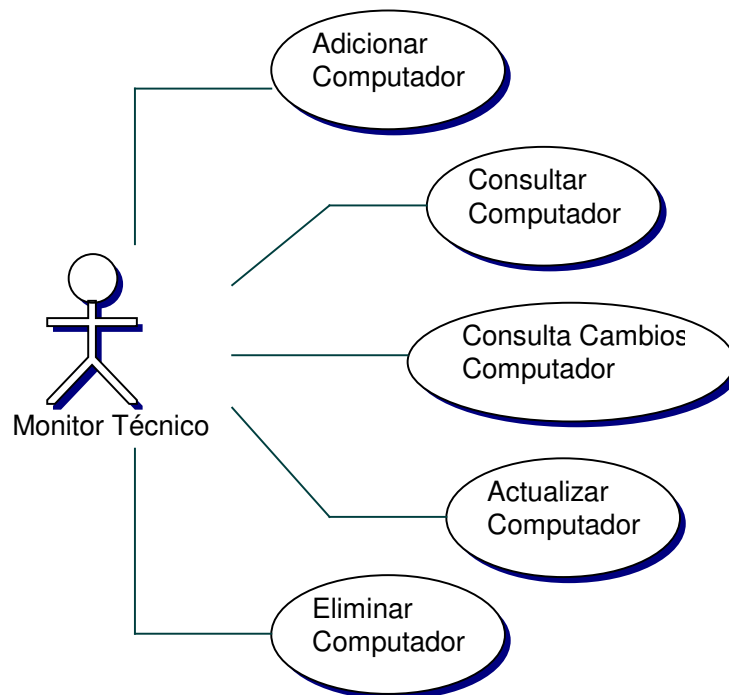 Adicionar
Computador
Consultar
Computador
Consulta Cambios
Computador
Monitor Técnico
Actualizar
Computador
Eliminar
Computador